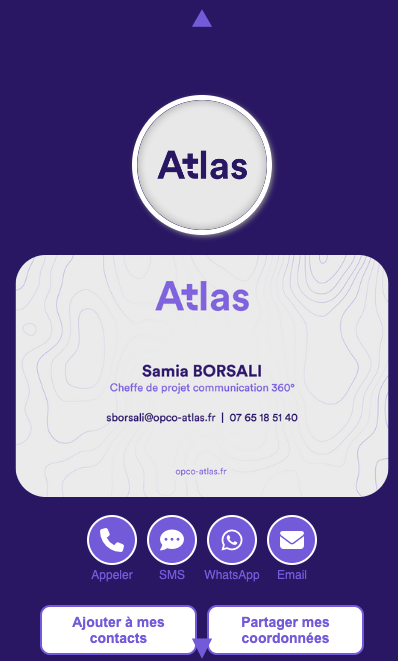 Atlas
Atlas
Samia BORSALI
Cheffe de projet communication 360°
sborsali@opco-atlas.fr | 07 65 18 51 40
opco-atlas.fr
Appeler SMS WhatsApp Email
Ajouter à mes
contacts
Partager mes
coordonnées